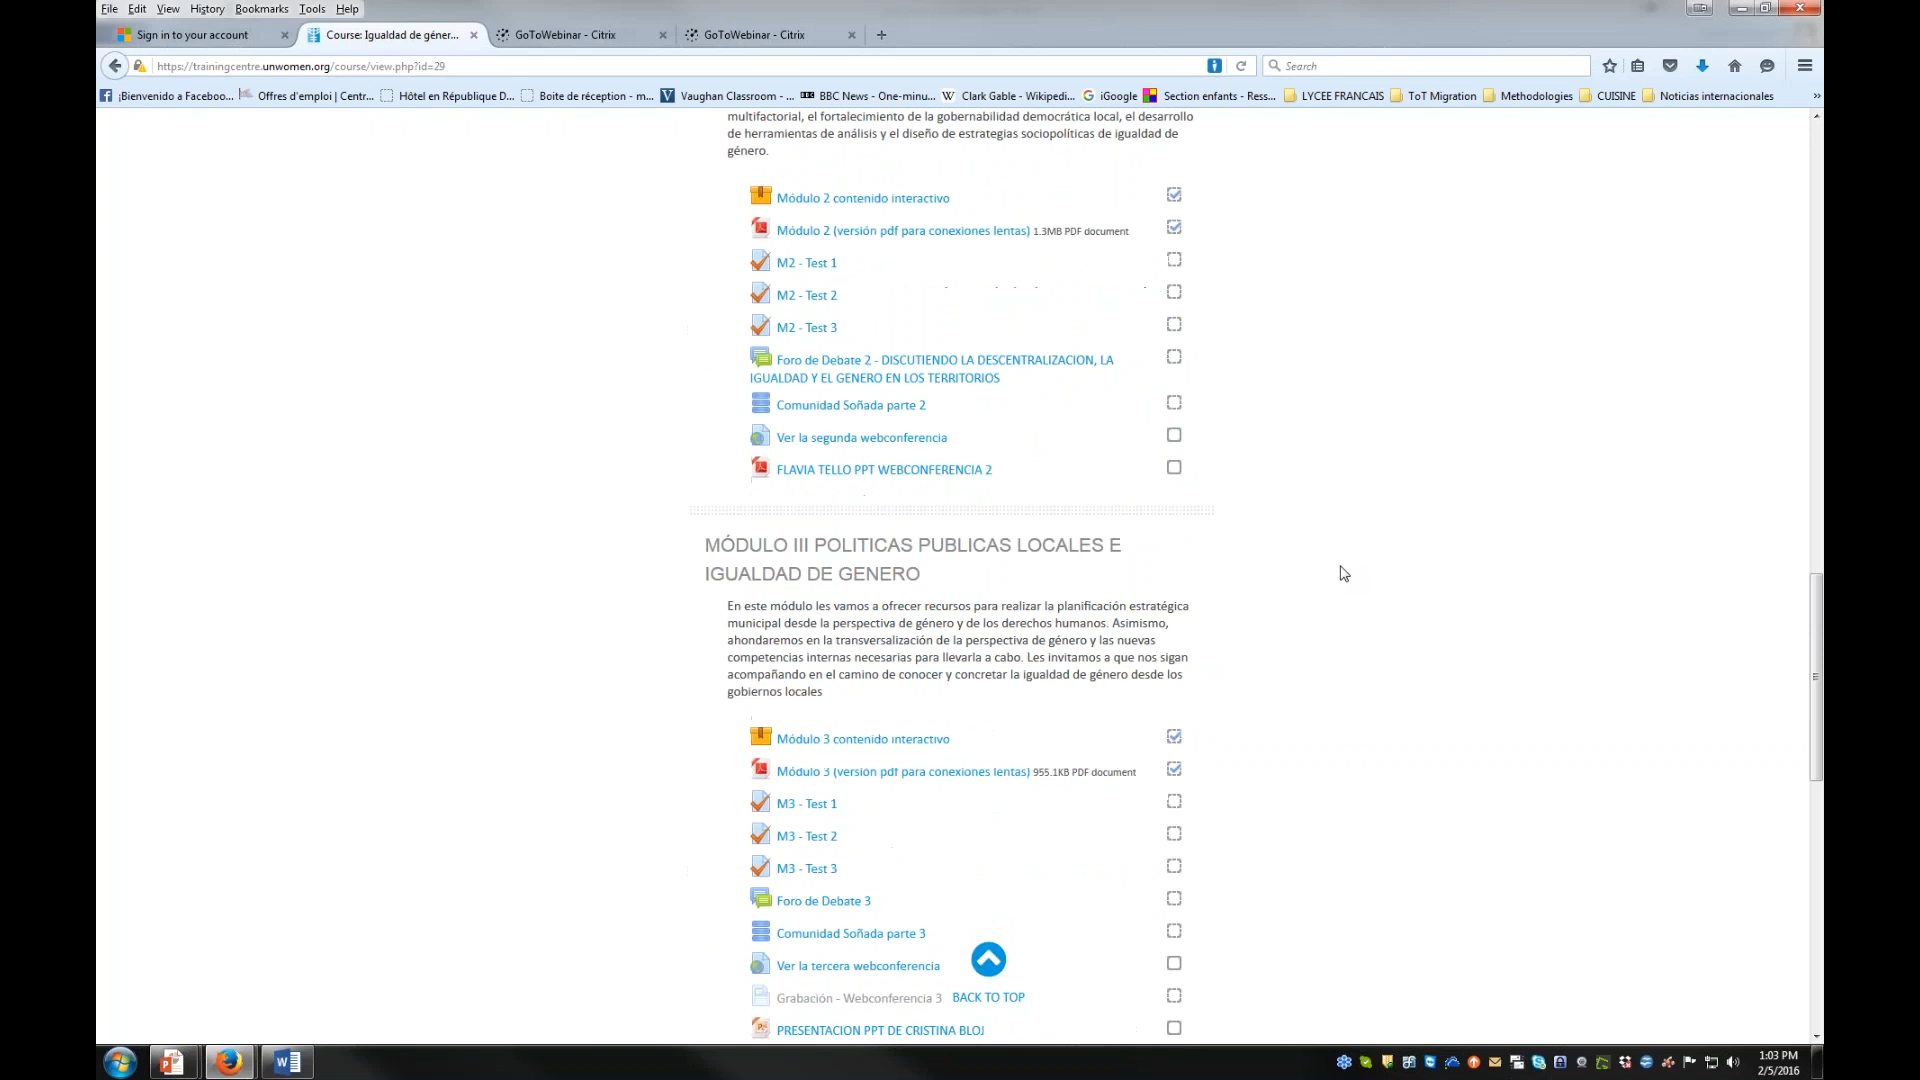 File Edit View History Bookmarks Tools Help
Sign in to your account
Course: Igualdad de géner...
GoToWebinar - Citrix
GoToWebinar - Citrix
https://trainingcentre.unwomen.org/course/view.php?id=29
Search
¡Bienvenido a Faceboo... Offres d'emploi | Centr... Hôtel en République D... Boite de réception - m... Vaughan Classroom - ... BBC News - One-minu... Clark Gable - Wikipedi... iGoogle Section enfants - Ress... LYCEE FRANCAIS ToT Migration Methodologies CUISINE Noticias internacionales
multifactorial, el fortalecimiento de la gobernabilidad democrática local, el desarrollo
de herramientas de análisis y el diseño de estrategias sociopolíticas de igualdad de
género.
Módulo 2 contenido interactivo
Módulo 2 (versión pdf para conexiones lentas) 1.3MB PDF document
M2 - Test 1
M2 - Test 2
M2 - Test 3
Foro de Debate 2 - DISCUTIENDO LA DESCENTRALIZACION, LA
IGUALDAD Y EL GENERO EN LOS TERRITORIOS
Comunidad Soñada parte 2
Ver la segunda webconferencia
FLAVIA TELLO PPT WEBCONFERENCIA 2
MÓDULO III POLITICAS PUBLICAS LOCALES E
IGUALDAD DE GENERO
En este módulo les vamos a ofrecer recursos para realizar la planificación estratégica
municipal desde la perspectiva de género y de los derechos humanos. Asimismo,
ahondaremos en la transversalización de la perspectiva de género y las nuevas
competencias internas necesarias para llevarla a cabo. Les invitamos a que nos sigan
acompañando en el camino de conocer y concretar la igualdad de género desde los
gobiernos locales
Módulo 3 contenido interactivo
Módulo 3 (versión pdf para conexiones lentas) 955.1KB PDF document
M3 - Test 1
M3 - Test 2
M3 - Test 3
Foro de Debate 3
Comunidad Soñada parte 3
Ver la tercera webconferencia
Grabación - Webconferencia 3
BACK TO TOP
PRESENTACION PPT DE CRISTINA BLOJ
1:03 PM
2/5/2016